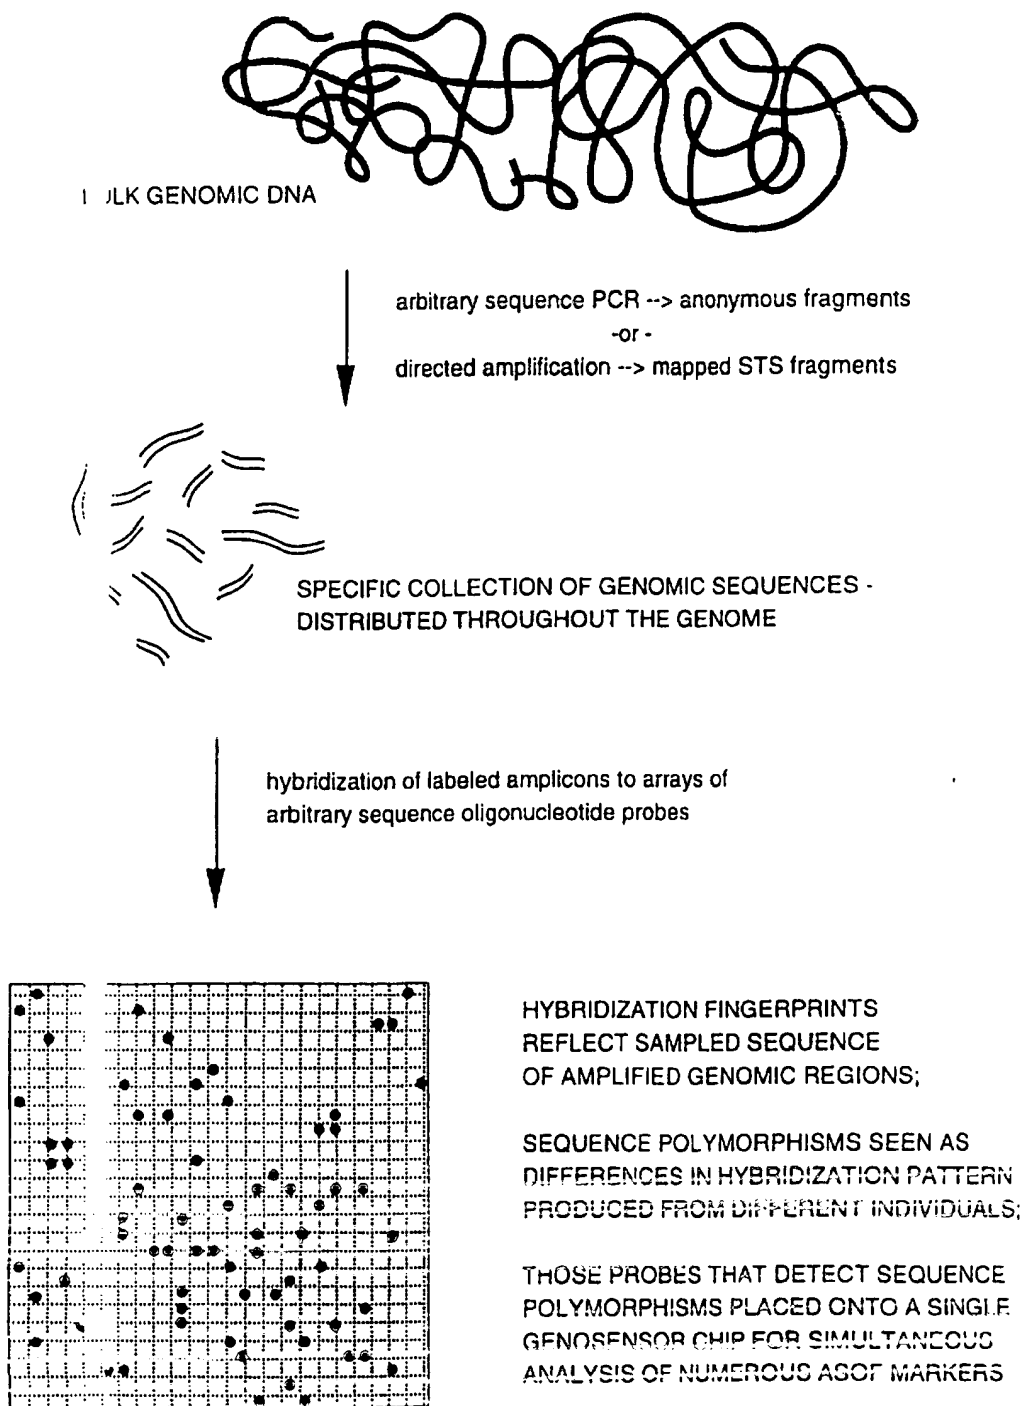 GENOMIC DNA
arbitrary sequence PCR --> anonymous fragments
-or -
directed amplification --> mapped STS fragments
SPECIFIC COLLECTION OF GENOMIC SEQUENCES -
DISTRIBUTED THROUGHOUT THE GENOME
hybridization of labeled amplicons to arrays of
arbitrary sequence oligonucleotide probes
HYBRIDIZATION FINGERPRINTS
REFLECT SAMPLED SEQUENCE
OF AMPLIFIED GENOMIC REGIONS;
SEQUENCE POLYMORPHISMS SEEN AS
DIFFERENCES IN HYBRIDIZATION PATTERN
PRODUCED FROM DIFFERENT INDIVIDUALS;
THOSE PROBES THAT DETECT SEQUENCE
POLYMORPHISMS PLACED ONTO A SINGLE
GENOSENSOR CHIP FOR SIMULTANEOUS
ANALYSIS OF NUMEROUS MARKERS